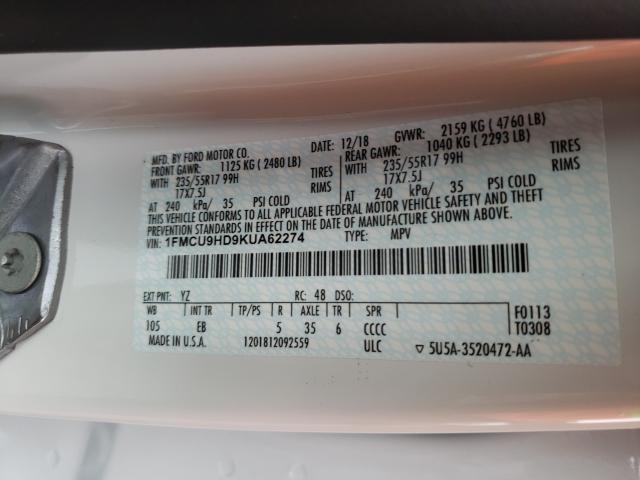 MFD. BY FORD MOTOR CO. DATE: 12/18 GVWR: 2159 KG ( 4760 LB)
FRONT GAWR: 1125 KG ( 2480 LB) REAR GAWR: 1040 KG ( 2293 LB)
WITH 235/55R17 99H TIRES WITH 235/55R17 99H TIRES
17X7.5J RIMS 17X7.5J RIMS
AT 240 kPa/ 35 PSI COLD AT 240 kPa/ 35 PSI COLD
THIS VEHICLE CONFORMS TO ALL APPLICABLE FEDERAL MOTOR VEHICLE SAFETY AND THEFT
PREVENTION STANDARDS IN EFFECT ON THE DATE OF MANUFACTURE SHOWN ABOVE.
VIN: 1FMCU9HD9KUA62274 TYPE: MPV
EXT PNT: YZ RC: 48 DSO:
WB INT TR TP/PS R AXLE TR SPR F0113
105 EB 5 35 6 CCCC T0308
MADE IN U.S.A. 1201812092559 ULC ▽ 5U5A-3520472-AA